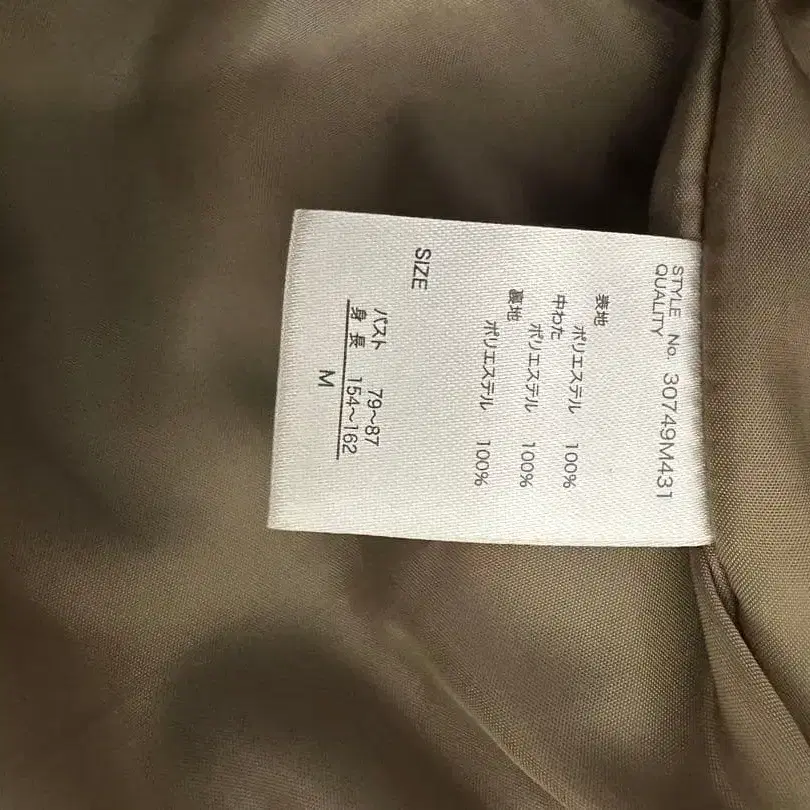 STYLE No. 30749M431
QUALITY
表地
ポリエステル 100%
中わた
ポリエステル 100%
裏地
ポリエステル 100%
SIZE
バスト 79~87
身長 154~162
M